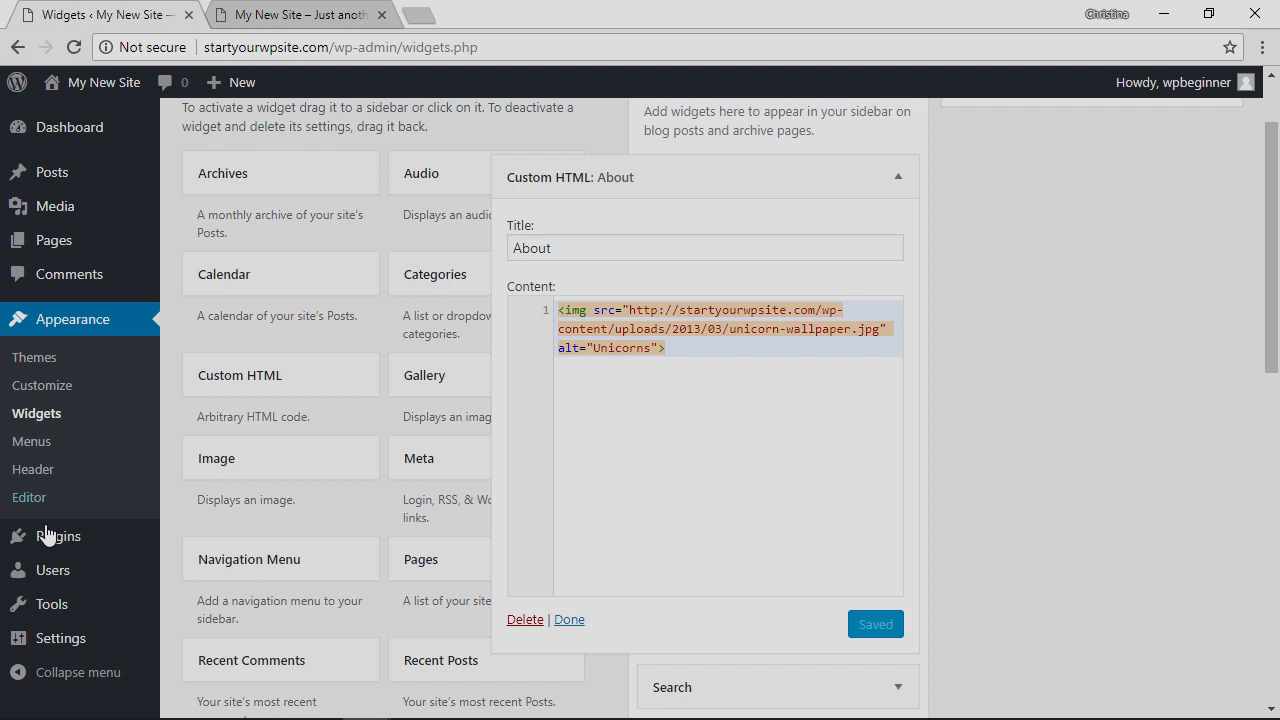 Widgets ‹ My New Site —
My New Site – Just anoth
Christina
Not secure
startyourwpsite.com/wp-admin/widgets.php
My New Site
0
New
Howdy, wpbeginner
Dashboard
Posts
Media
Pages
Comments
Appearance
Themes
Customize
Widgets
Menus
Header
Editor
Plugins
Users
Tools
Settings
Collapse menu
To activate a widget drag it to a sidebar or click on it. To deactivate a
widget and delete its settings, drag it back.
Archives
A monthly archive of your site's
Posts.
Audio
Displays an audio
Calendar
A calendar of your site's Posts.
Categories
A list or dropdow
categories.
Custom HTML
Arbitrary HTML code.
Gallery
Displays an imag
Image
Displays an image.
Meta
Login, RSS, & Wo
links.
Navigation Menu
Add a navigation menu to your
sidebar.
Pages
A list of your site
Recent Comments
Your site's most recent
Recent Posts
Your site's most recent Posts.
Add widgets here to appear in your sidebar on
blog posts and archive pages.
Custom HTML: About
Title:
About
Content:
1
<img src="http://startyourwpsite.com/wp-
content/uploads/2013/03/unicorn-wallpaper.jpg"
alt="Unicorns">
Delete | Done
Saved
Search